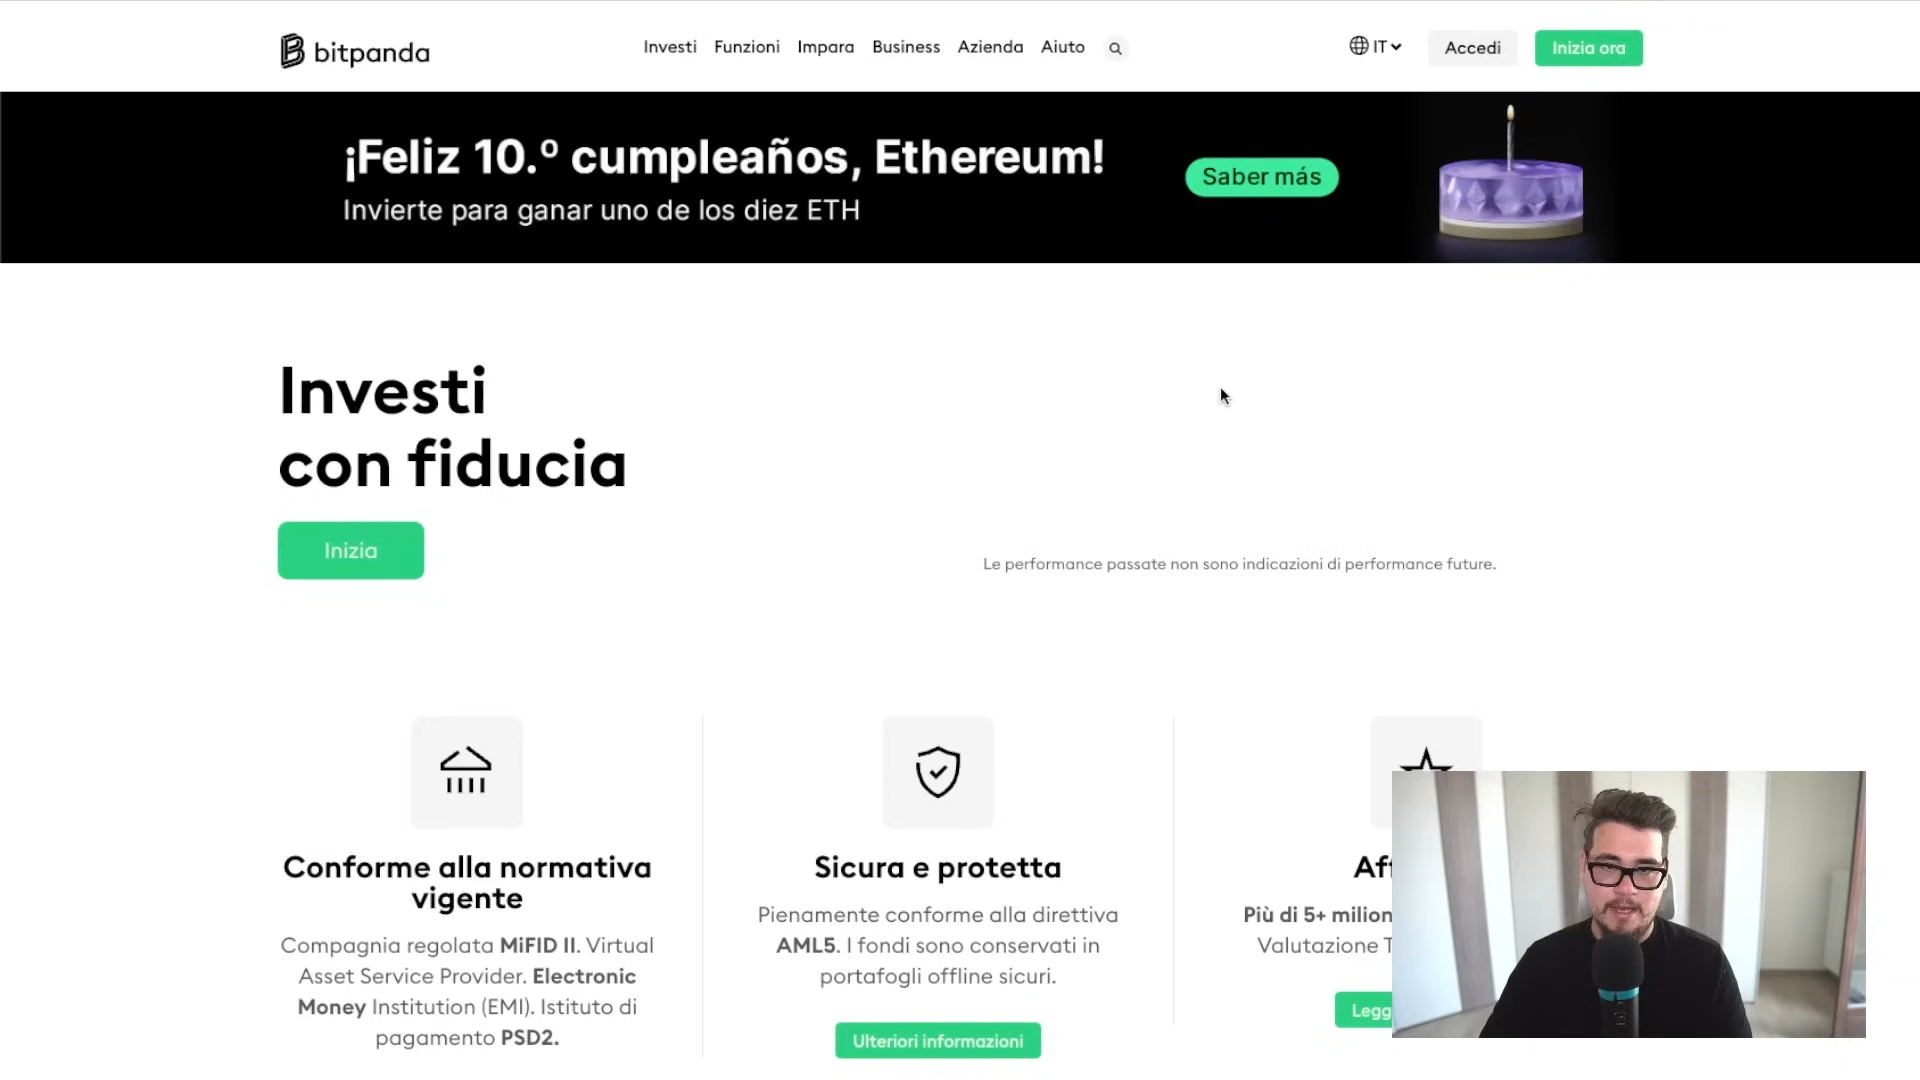 bitpanda
Investi Funzioni Impara Business Azienda Aiuto
IT
Accedi
Inizia ora
¡Feliz 10.º cumpleaños, Ethereum!
Invierte para ganar uno de los diez ETH
Saber más
Investi
con fiducia
Inizia
Le performance passate non sono indicazioni di performance future.
Conforme alla normativa
vigente
Compagnia regolata MiFID II. Virtual
Asset Service Provider. Electronic
Money Institution (EMI). Istituto di
pagamento PSD2.
Sicura e protetta
Pienamente conforme alla direttiva
AML5. I fondi sono conservati in
portafogli offline sicuri.
Ulteriori informazioni
Più di 5+
Valutazione